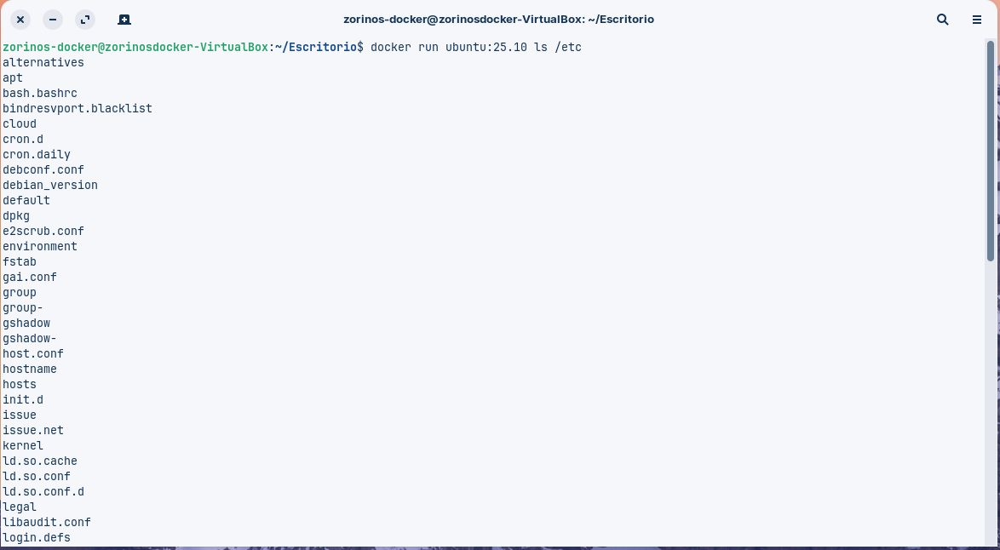 zorinos-docker@zorinosdocker-VirtualBox: ~/Escritorio
zorinos-docker@zorinosdocker-VirtualBox:~/Escritorio$ docker run ubuntu:25.10 ls /etc
alternatives
apt
bash.bashrc
bindresvport.blacklist
cloud
cron.d
cron.daily
debconf.conf
debian_version
default
dpkg
e2scrub.conf
environment
fstab
gai.conf
group
group-
gshadow
gshadow-
host.conf
hostname
hosts
init.d
issue
issue.net
kernel
ld.so.cache
ld.so.conf
ld.so.conf.d
legal
libaudit.conf
login.defs